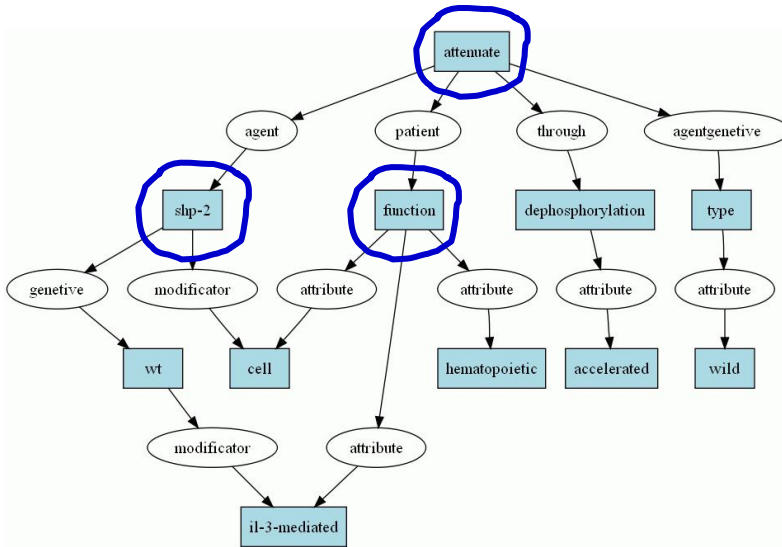 attenuate
agent
patient
through
agentgenetive
shp-2
function
dephosphorylation
type
genetive
modificator
attribute
attribute
attribute
attribute
wt
cell
hematopoietic
accelerated
wild
modificator
attribute
il-3-mediated